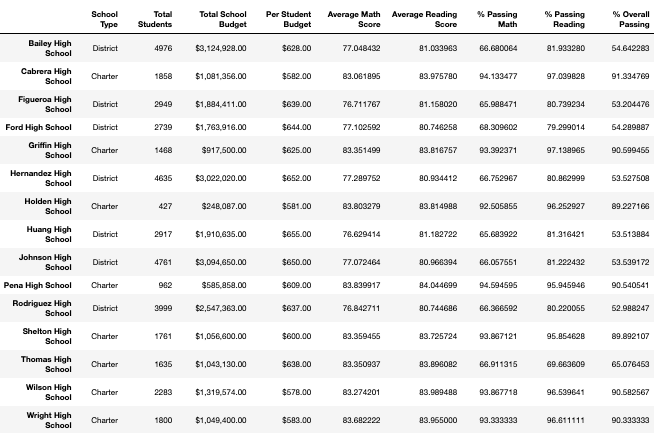 School Type Total Students Total School Budget Per Student Budget Average Math Score Average Reading Score % Passing Math % Passing Reading % Overall Passing
Bailey High School District 4976 $3,124,928.00 $628.00 77.048432 81.033963 66.680064 81.933280 54.642283
Cabrera High School Charter 1858 $1,081,356.00 $582.00 83.061895 83.975780 94.133477 97.039828 91.334769
Figueroa High School District 2949 $1,884,411.00 $639.00 76.711767 81.158020 65.988471 80.739234 53.204476
Ford High School District 2739 $1,763,916.00 $644.00 77.102592 80.746258 68.309602 79.299014 54.289887
Griffin High School Charter 1468 $917,500.00 $625.00 83.351499 83.816757 93.392371 97.138965 90.599455
Hernandez High School District 4635 $3,022,020.00 $652.00 77.289752 80.934412 66.752967 80.862999 53.527508
Holden High School Charter 427 $248,087.00 $581.00 83.803279 83.814988 92.505855 96.252927 89.227166
Huang High School District 2917 $1,910,635.00 $655.00 76.629414 81.182722 65.683922 81.316421 53.513884
Johnson High School District 4761 $3,094,650.00 $650.00 77.072464 80.966394 66.057551 81.222432 53.539172
Pena High School Charter 962 $585,858.00 $609.00 83.839917 84.044699 94.594595 95.945946 90.540541
Rodriguez High School District 3999 $2,547,363.00 $637.00 76.842711 80.744686 66.366592 80.220055 52.988247
Shelton High School Charter 1761 $1,056,600.00 $600.00 83.359455 83.725724 93.867121 95.854628 89.892107
Thomas High School Charter 1635 $1,043,130.00 $638.00 83.350937 83.896082 66.911315 69.663609 65.076453
Wilson High School Charter 2283 $1,319,574.00 $578.00 83.274201 83.989488 93.867718 96.539641 90.582567
Wright High School Charter 1800 $1,049,400.00 $583.00 83.682222 83.955000 93.333333 96.611111 90.333333